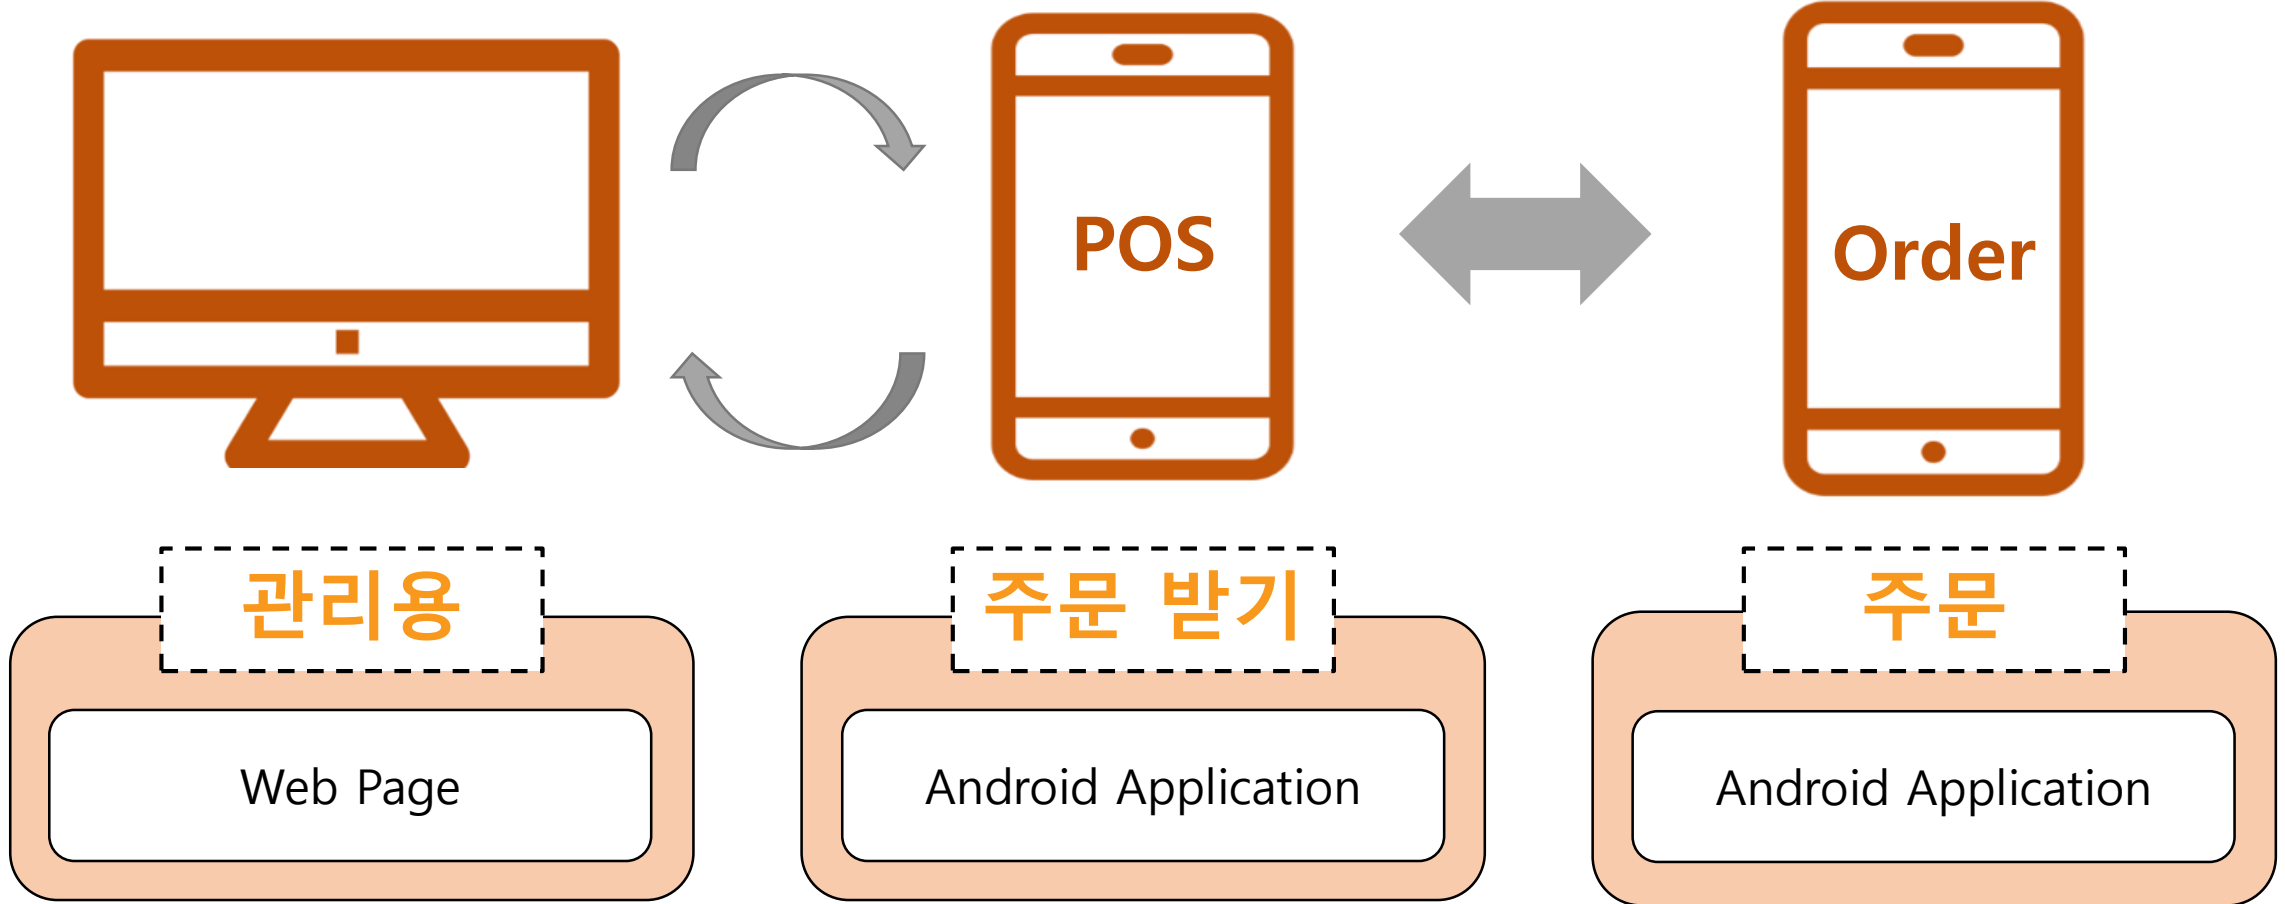 POS
Order
관리용
주문 받기
주문
Web Page
Android Application
Android Application